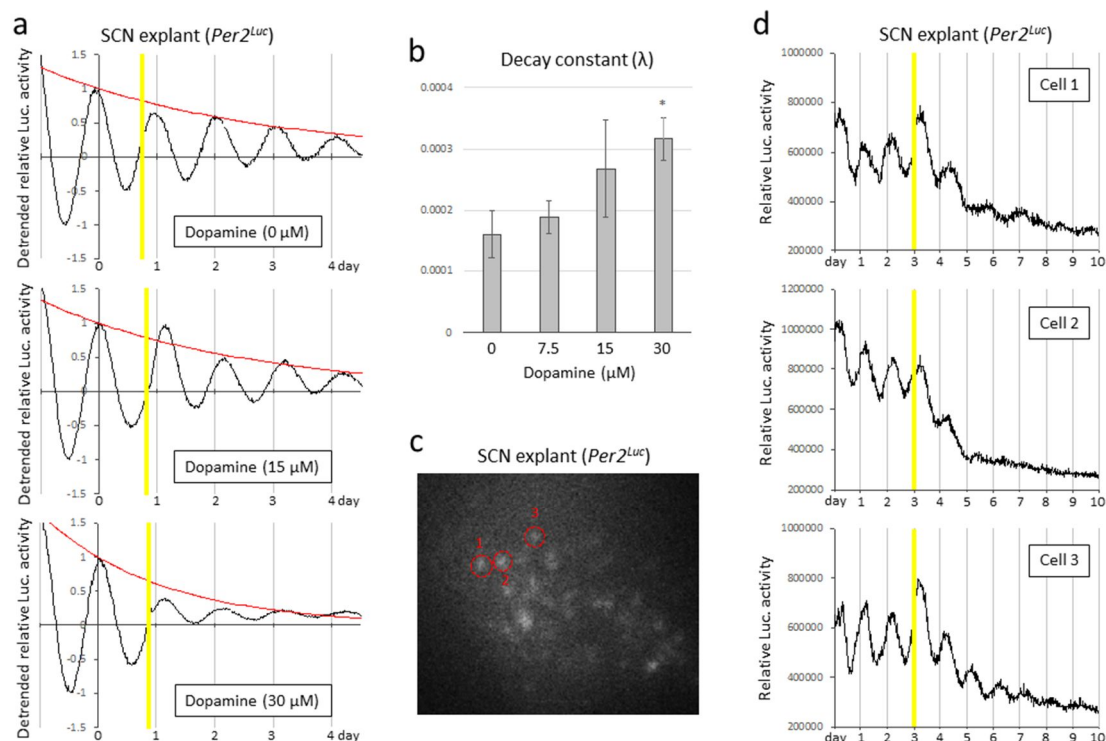 a
SCN explant (Per2Luc)
Detrended relative Luc. activity
1.5
1
0.5
0
-0.5
-1
-1.5
0 1 2 3 4 day
Dopamine (0 μM)
Detrended relative Luc. activity
1.5
1
0.5
0
-0.5
-1
-1.5
0 1 2 3 4 day
Dopamine (15 μM)
Detrended relative Luc. activity
1.5
1
0.5
0
-0.5
-1
-1.5
0 1 2 3 4 day
Dopamine (30 μM)
b
Decay constant (λ)
0.0004
0.0003
0.0002
0.0001
0
*
0 7.5 15 30
Dopamine (μM)
c
SCN explant (Per2Luc)
1
2
3
d
SCN explant (Per2Luc)
Relative Luc. activity
1000000
800000
600000
400000
200000
Cell 1
day 1 2 3 4 5 6 7 8 9 10
Relative Luc. activity
1200000
1000000
800000
600000
400000
200000
Cell 2
day 1 2 3 4 5 6 7 8 9 10
Relative Luc. activity
1000000
800000
600000
400000
200000
Cell 3
day 1 2 3 4 5 6 7 8 9 10